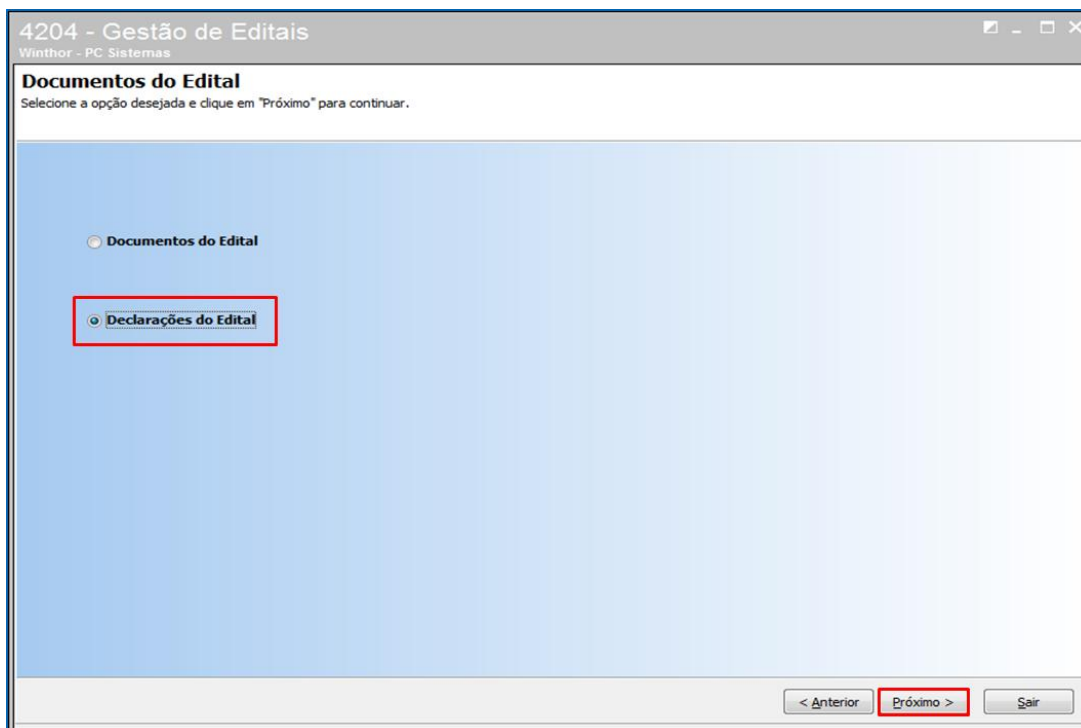 4204 - Gestão de Editais
Winthor - PC Sistemas
Documentos do Edital
Selecione a opção desejada e clique em "Próximo" para continuar.
Documentos do Edital
Declarações do Edital
< Anterior Próximo > Sair